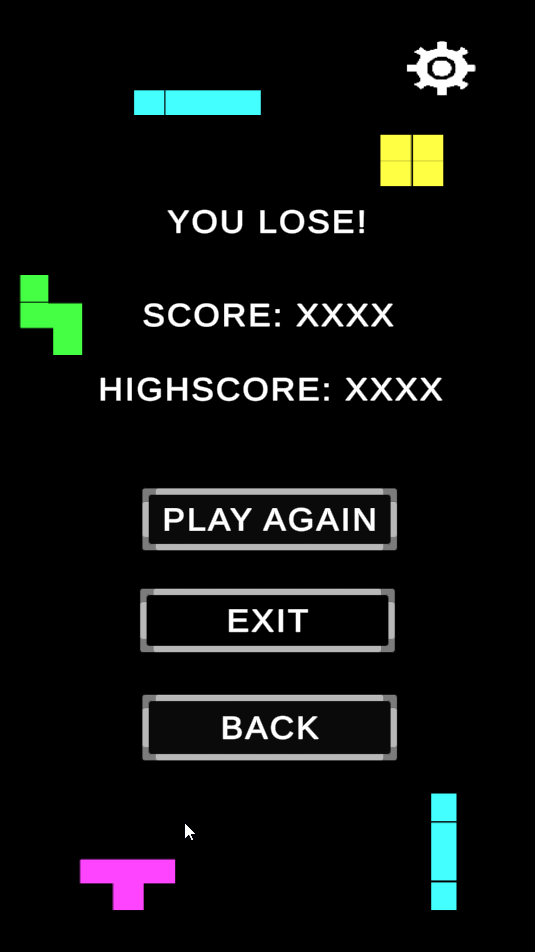 YOU LOSE!
SCORE: XXXX
HIGHSCORE: XXXX
PLAY AGAIN
EXIT
BACK